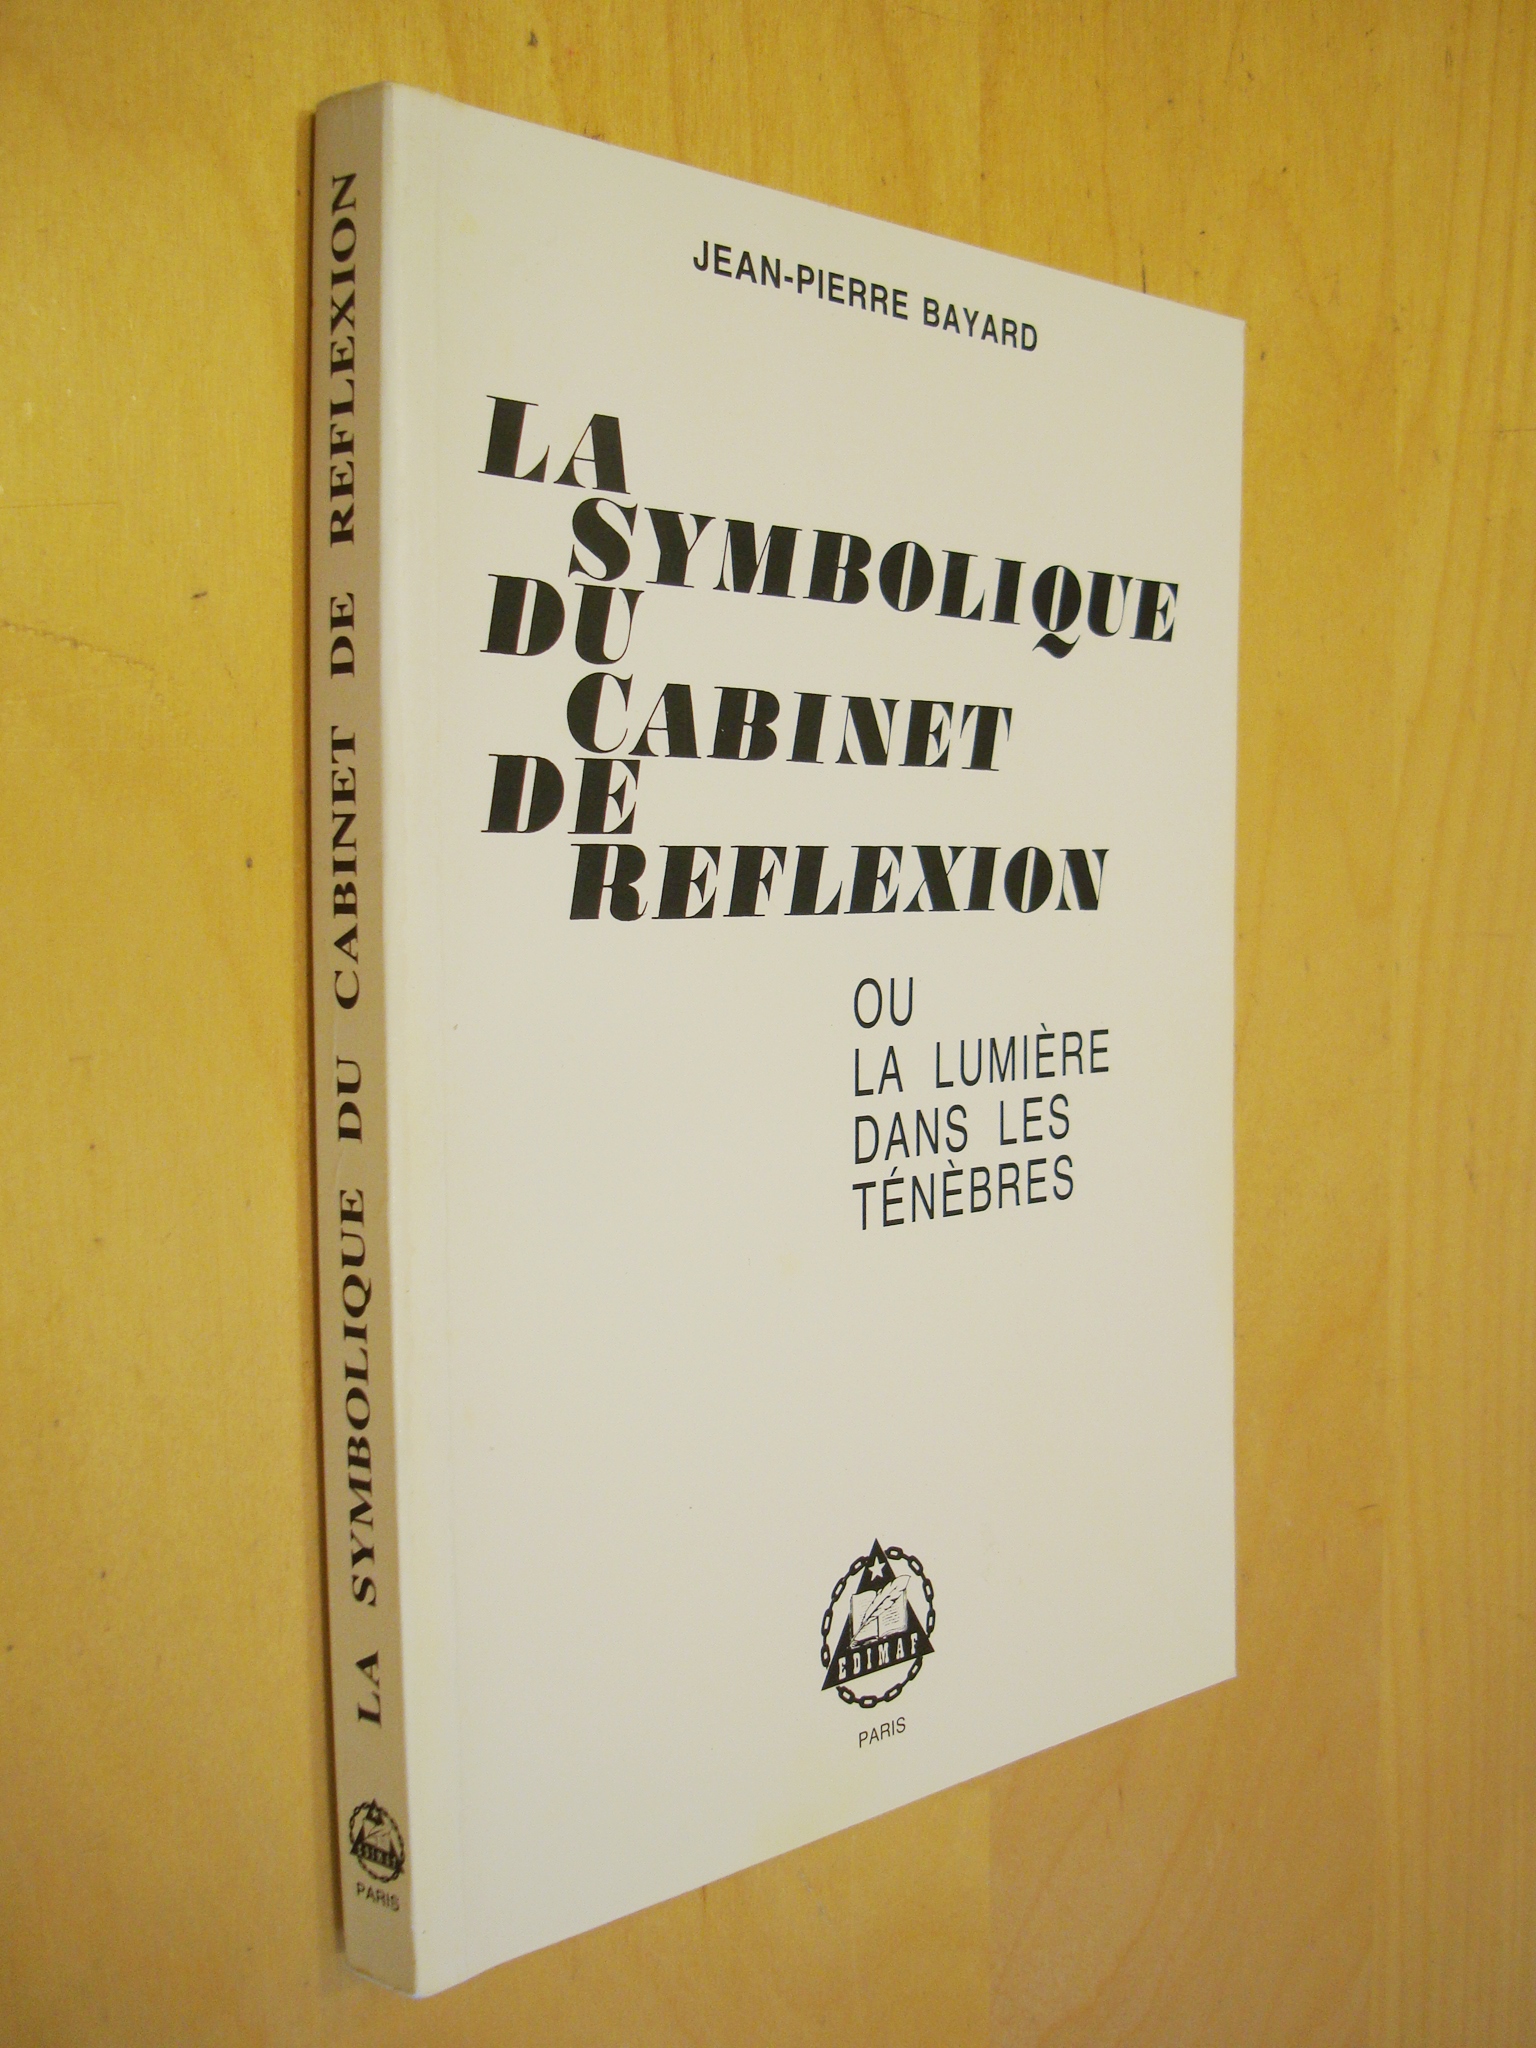 JEAN-PIERRE BAYARD
LA
SYMBOLIQUE
DU
CABINET
DE
REFLEXION
OU
LA LUMIÈRE
DANS LES
TÉNÈBRES
EDIMAF
PARIS
LA SYMBOLIQUE DU CABINET DE REFLEXION
EDIMAF
PARIS